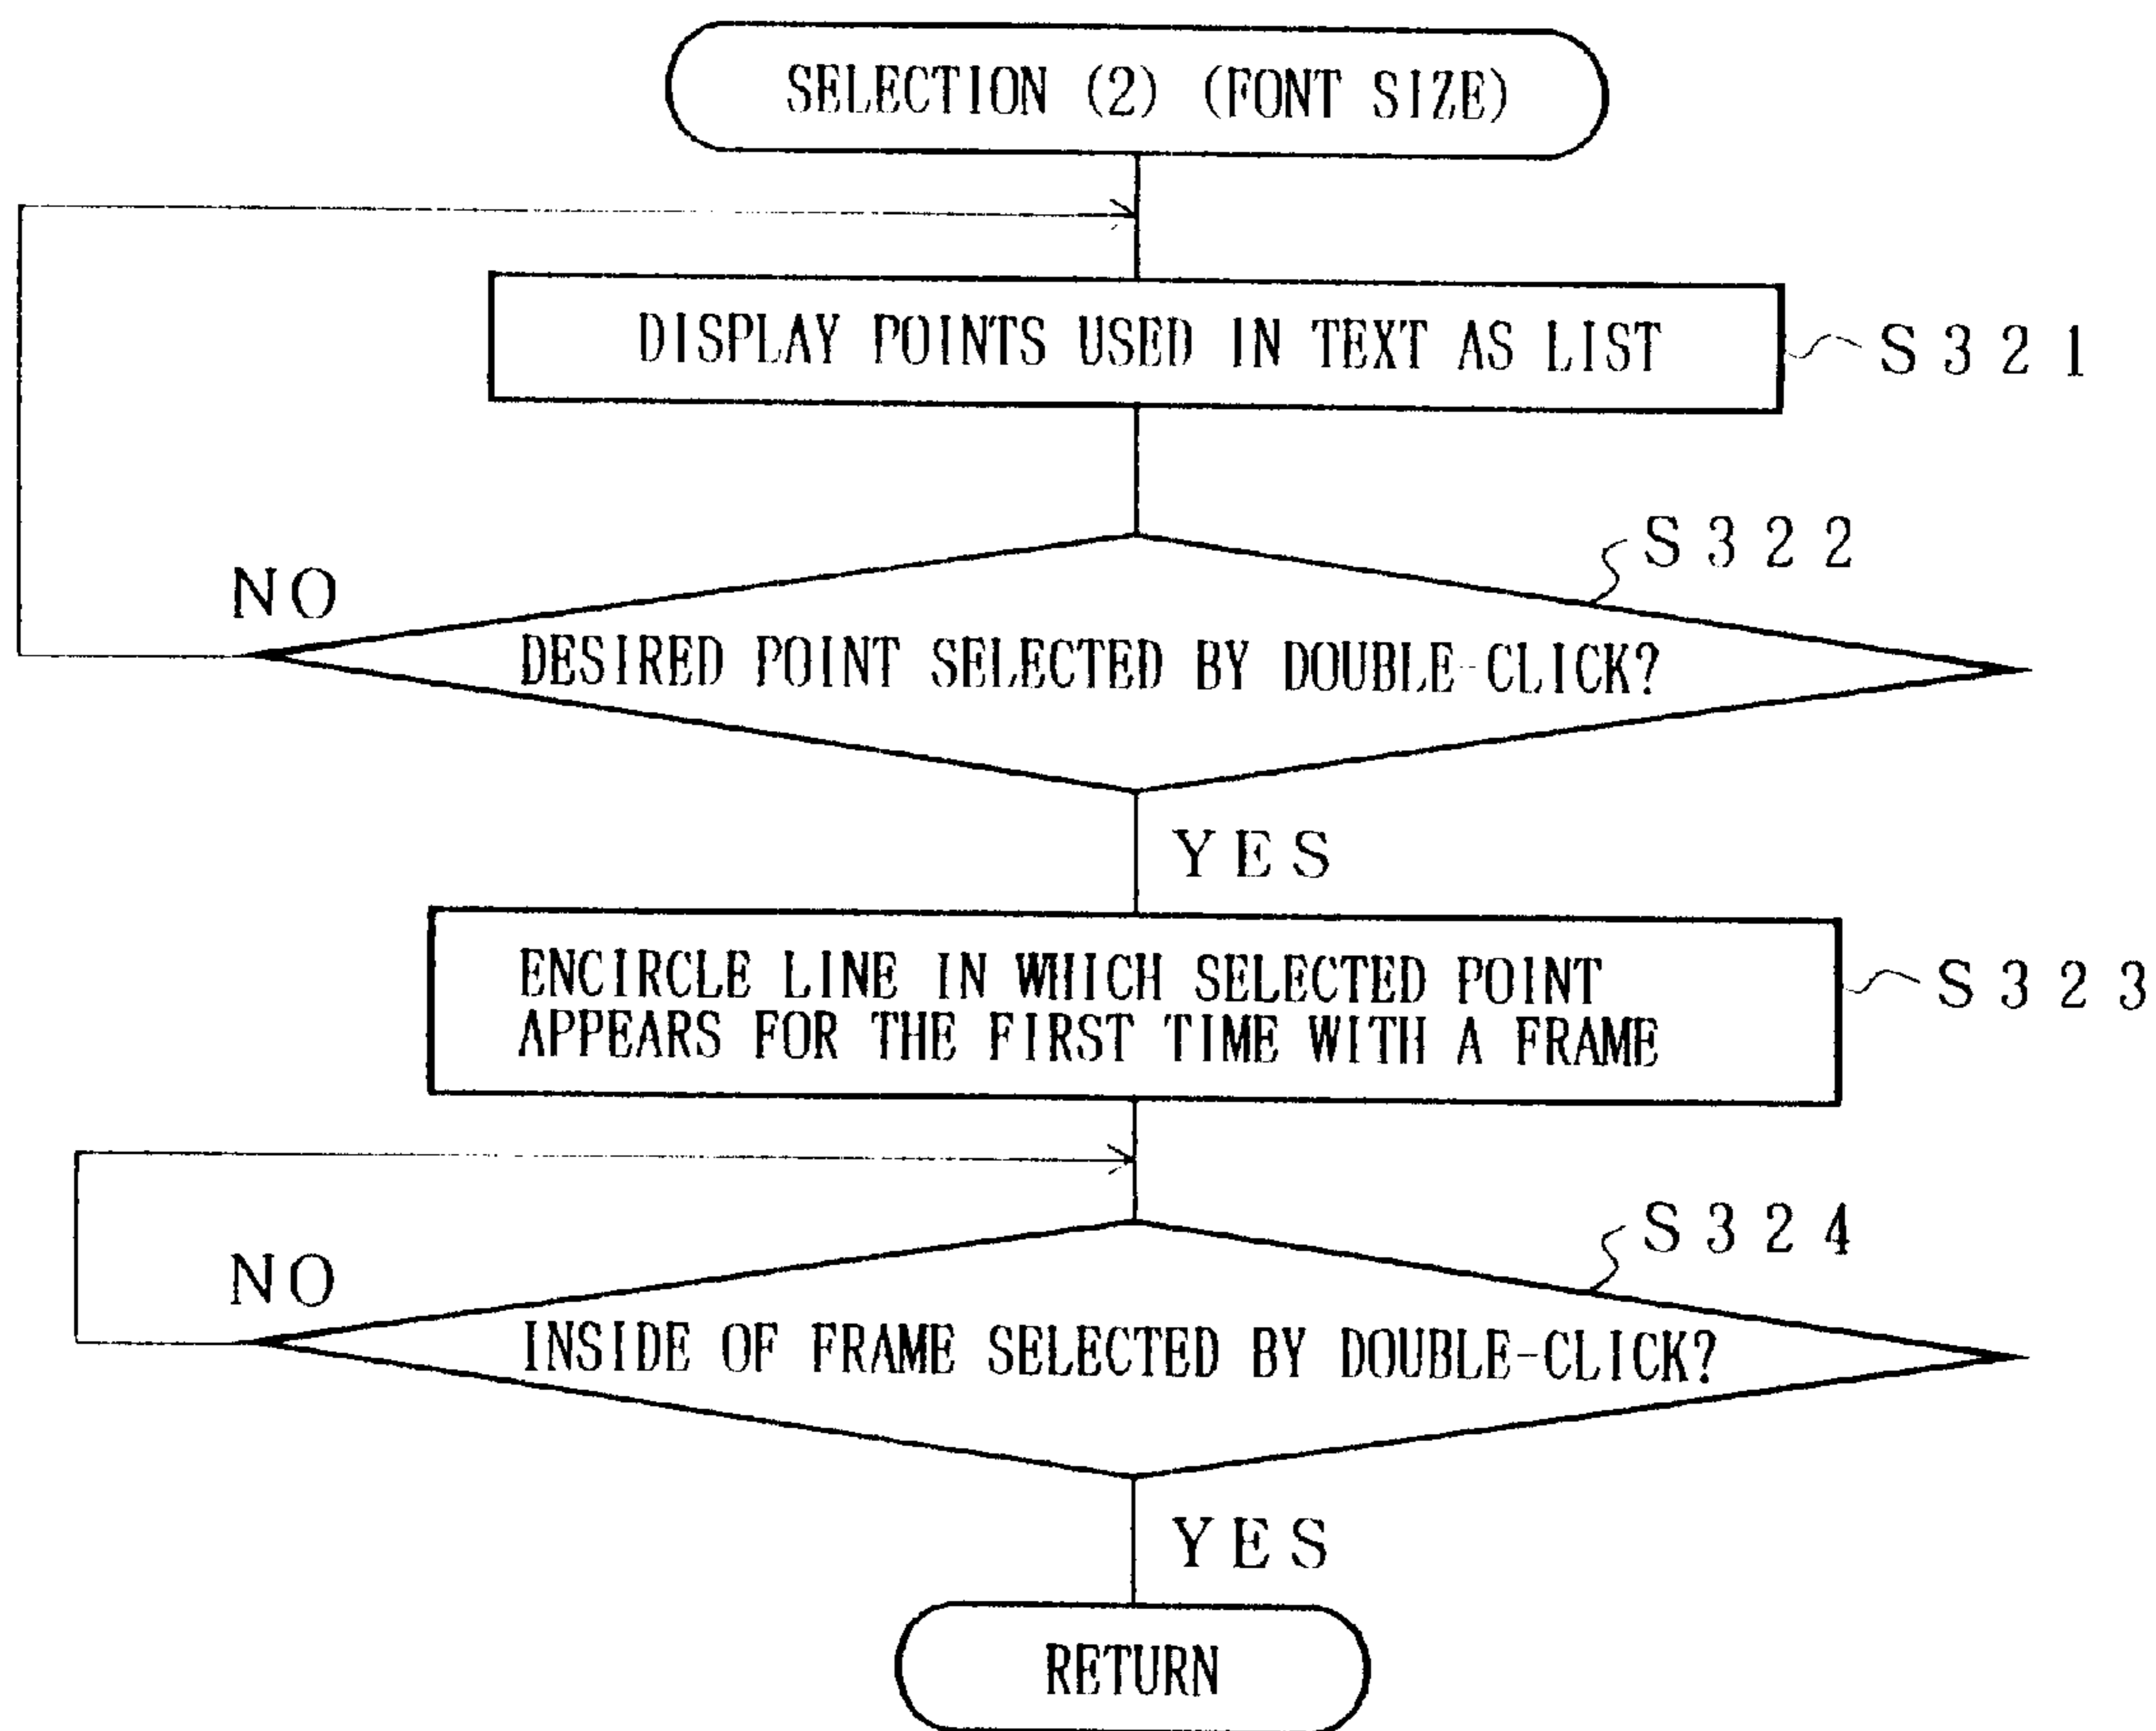 SELECTION (2) (FONT SIZE)
DISPLAY POINTS USED IN TEXT AS LIST
S321
S322
NO
DESIRED POINT SELECTED BY DOUBLE-CLICK?
YES
ENCIRCLE LINE IN WHICH SELECTED POINT
APPEARS FOR THE FIRST TIME WITH A FRAME
S323
S324
NO
INSIDE OF FRAME SELECTED BY DOUBLE-CLICK?
YES
RETURN